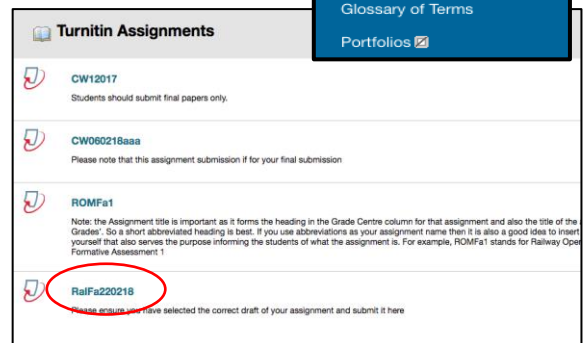 Glossary of Terms
Portfolios
Turnitin Assignments
CW12017
Students should submit final papers only.
CW060218aaa
Please note that this assignment submission if for your final submission
ROMFa1
Note: the Assignment title is important as it forms the heading in the Grade Centre column for that assignment and also the title of the
Grades'. So a short abbreviated heading is best. If you use abbreviations as your assignment name then it is also a good idea to insert
yourself that also serves the purpose informing the students of what the assignment is. For example, ROMFa1 stands for Railway Oper
Formative Assessment 1
RalFa220218
Please ensure you have selected the correct draft of your assignment and submit it here